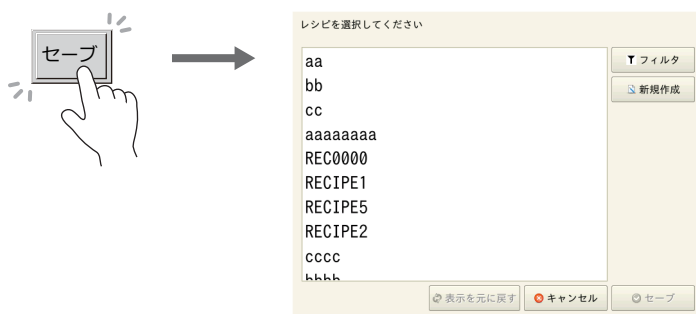 セーブ
レシピを選択してください
aa
bb
cc
aaaaaaaa
REC0000
RECIPE1
RECIPE5
RECIPE2
cccc
bbbb
フィルタ
新規作成
表示を元に戻す
キャンセル
セーブ